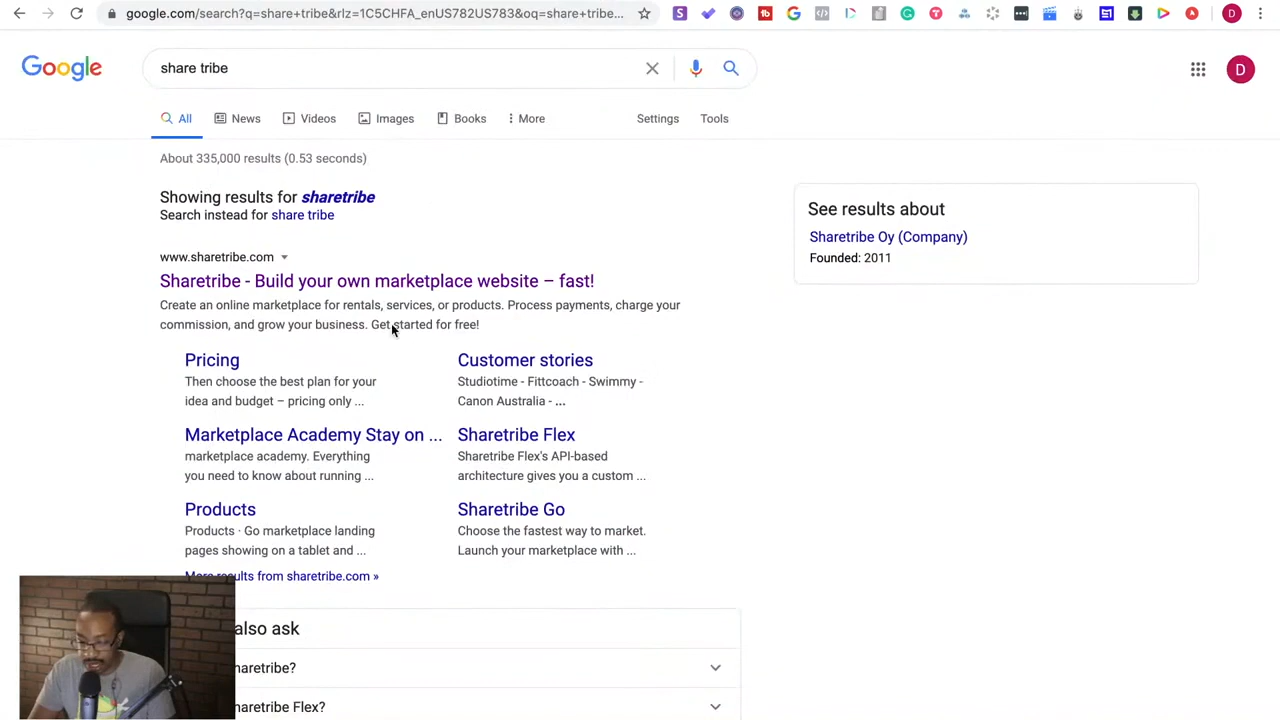 google.com/search?q=share+tribe&rlz=1C5CHFA_enUS782US783&oq=share+tribe...
D
Google
share tribe
D
All
News
Videos
Images
Books
More
Settings
Tools
About 335,000 results (0.53 seconds)
Showing results for sharetribe
Search instead for share tribe
See results about
Sharetribe Oy (Company)
Founded: 2011
www.sharetribe.com
Sharetribe - Build your own marketplace website – fast!
Create an online marketplace for rentals, services, or products. Process payments, charge your
commission, and grow your business. Get started for free!
Pricing
Then choose the best plan for your
idea and budget – pricing only ...
Customer stories
Studiotime - Fittcoach - Swimmy -
Canon Australia - ...
Marketplace Academy Stay on ...
marketplace academy. Everything
you need to know about running ...
Sharetribe Flex
Sharetribe Flex's API-based
architecture gives you a custom ...
Products
Products · Go marketplace landing
pages showing on a tablet and ...
Sharetribe Go
Choose the fastest way to market.
Launch your marketplace with ...
More results from sharetribe.com »
also ask
haretribe?
haretribe Flex?